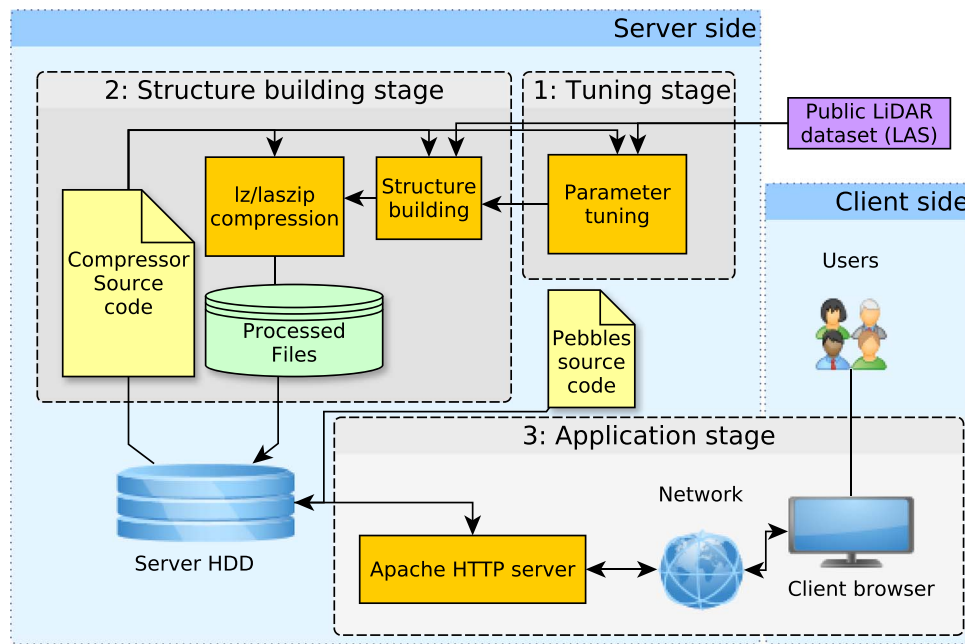 Server side
2: Structure building stage
1: Tuning stage
Public LiDAR
dataset (LAS)
lz/laszip
compression
Structure
building
Parameter
tuning
Client side
Compressor
Source
code
Users
Processed
Files
Pebbles
source
code
3: Application stage
Network
Server HDD
Apache HTTP server
Client browser